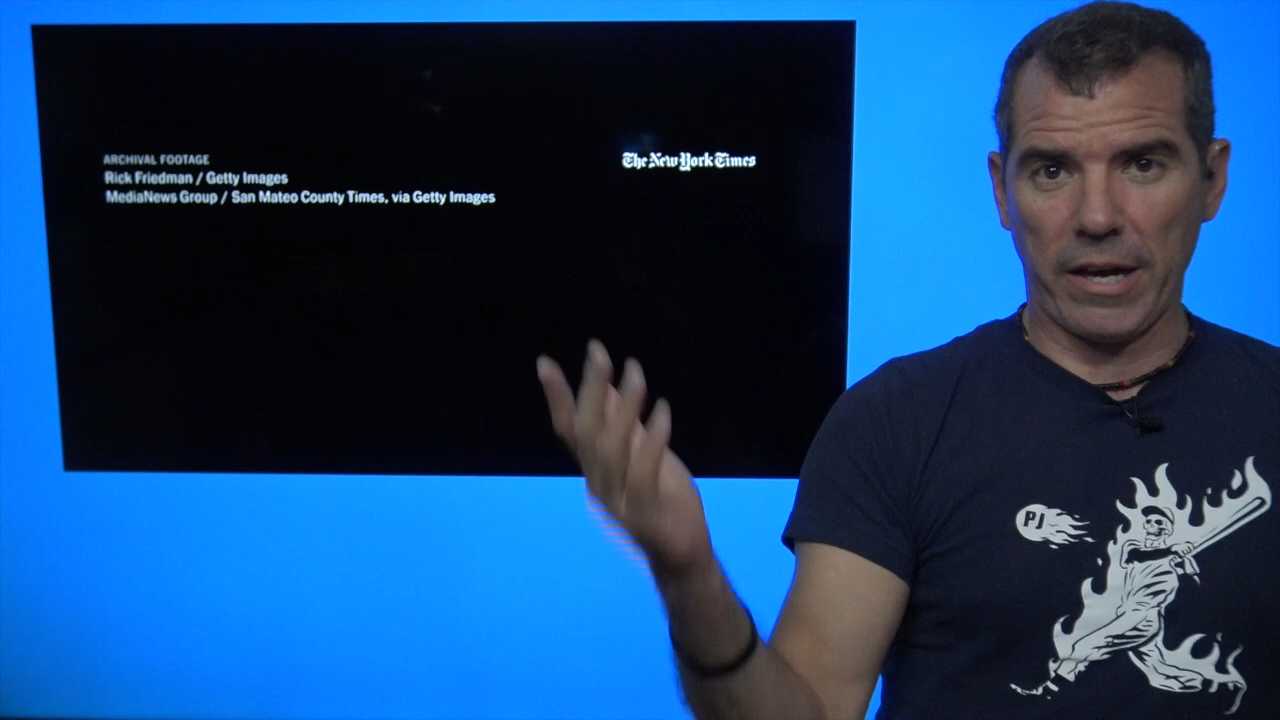 ARCHIVAL FOOTAGE
Rick Friedman / Getty Images
MediaNews Group / San Mateo County Times, via Getty Images
The New York Times
PJ